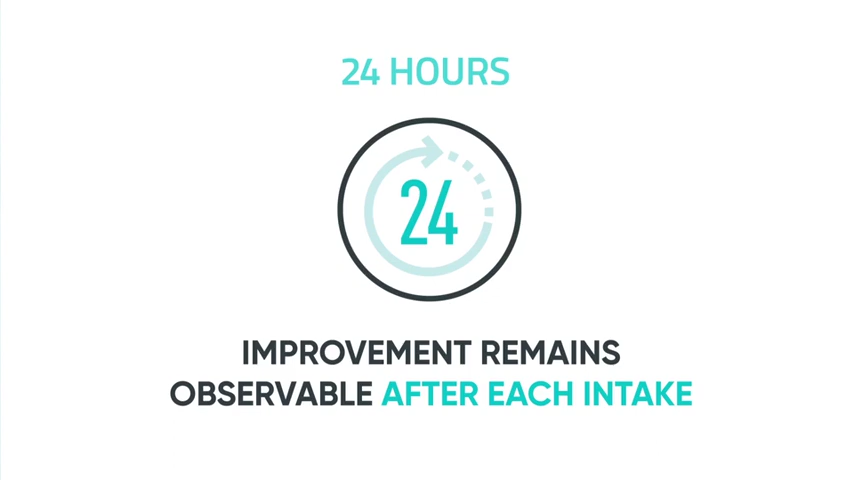 24 HOURS
24
IMPROVEMENT REMAINS
OBSERVABLE AFTER EACH INTAKE